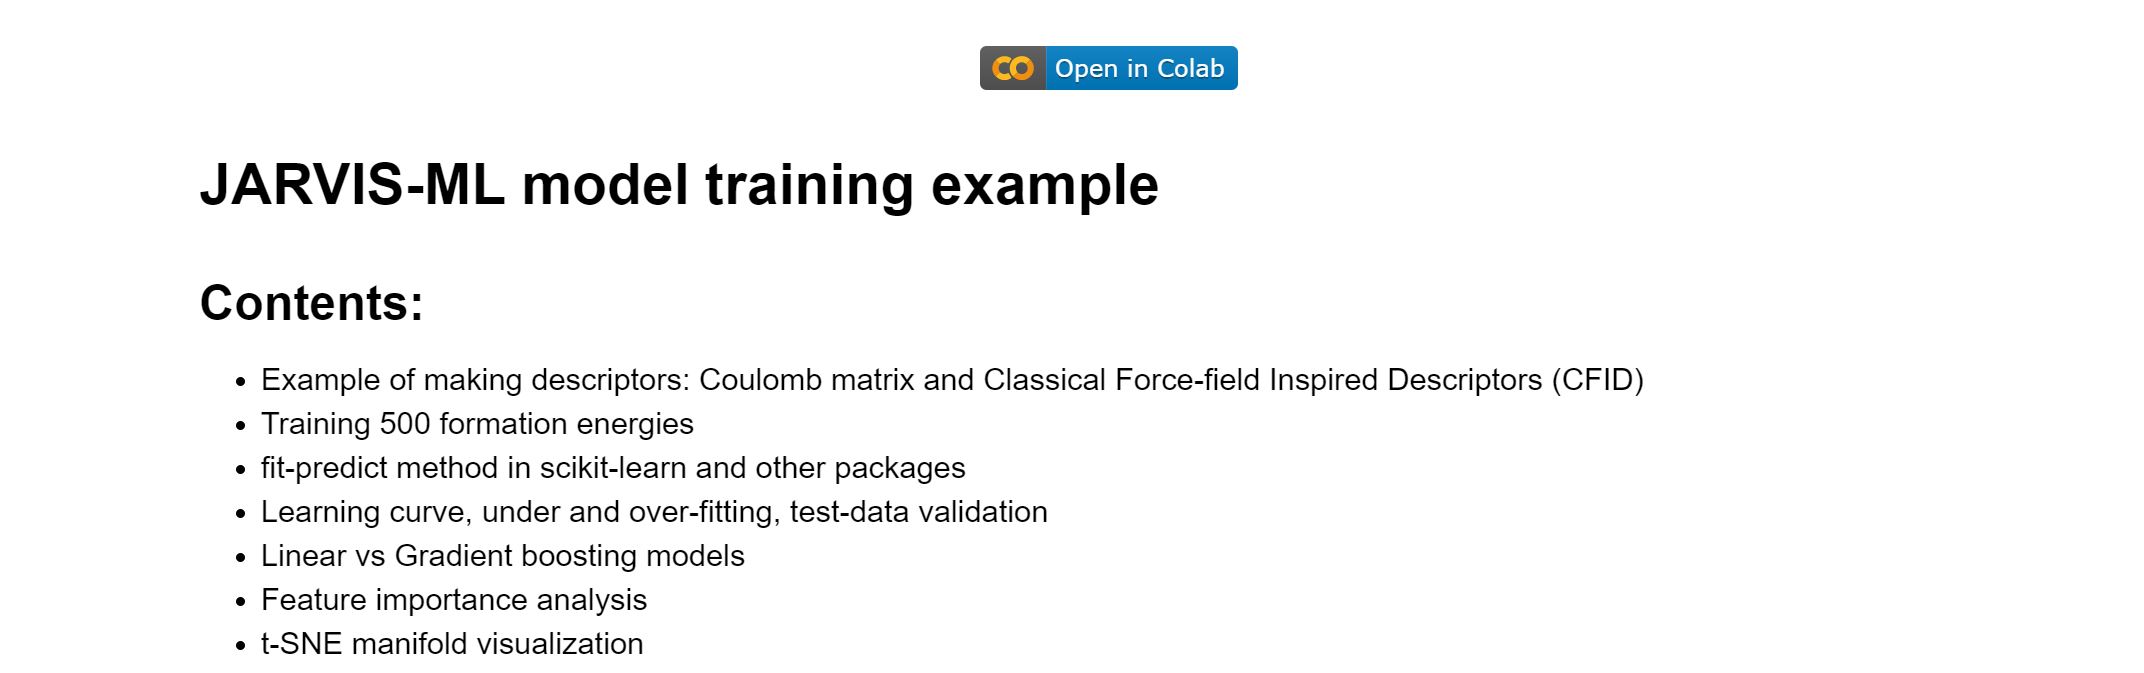 Open in Colab
JARVIS-ML model training example
Contents:
• Example of making descriptors: Coulomb matrix and Classical Force-field Inspired Descriptors (CFID)
• Training 500 formation energies
• fit-predict method in scikit-learn and other packages
• Learning curve, under and over-fitting, test-data validation
• Linear vs Gradient boosting models
• Feature importance analysis
• t-SNE manifold visualization